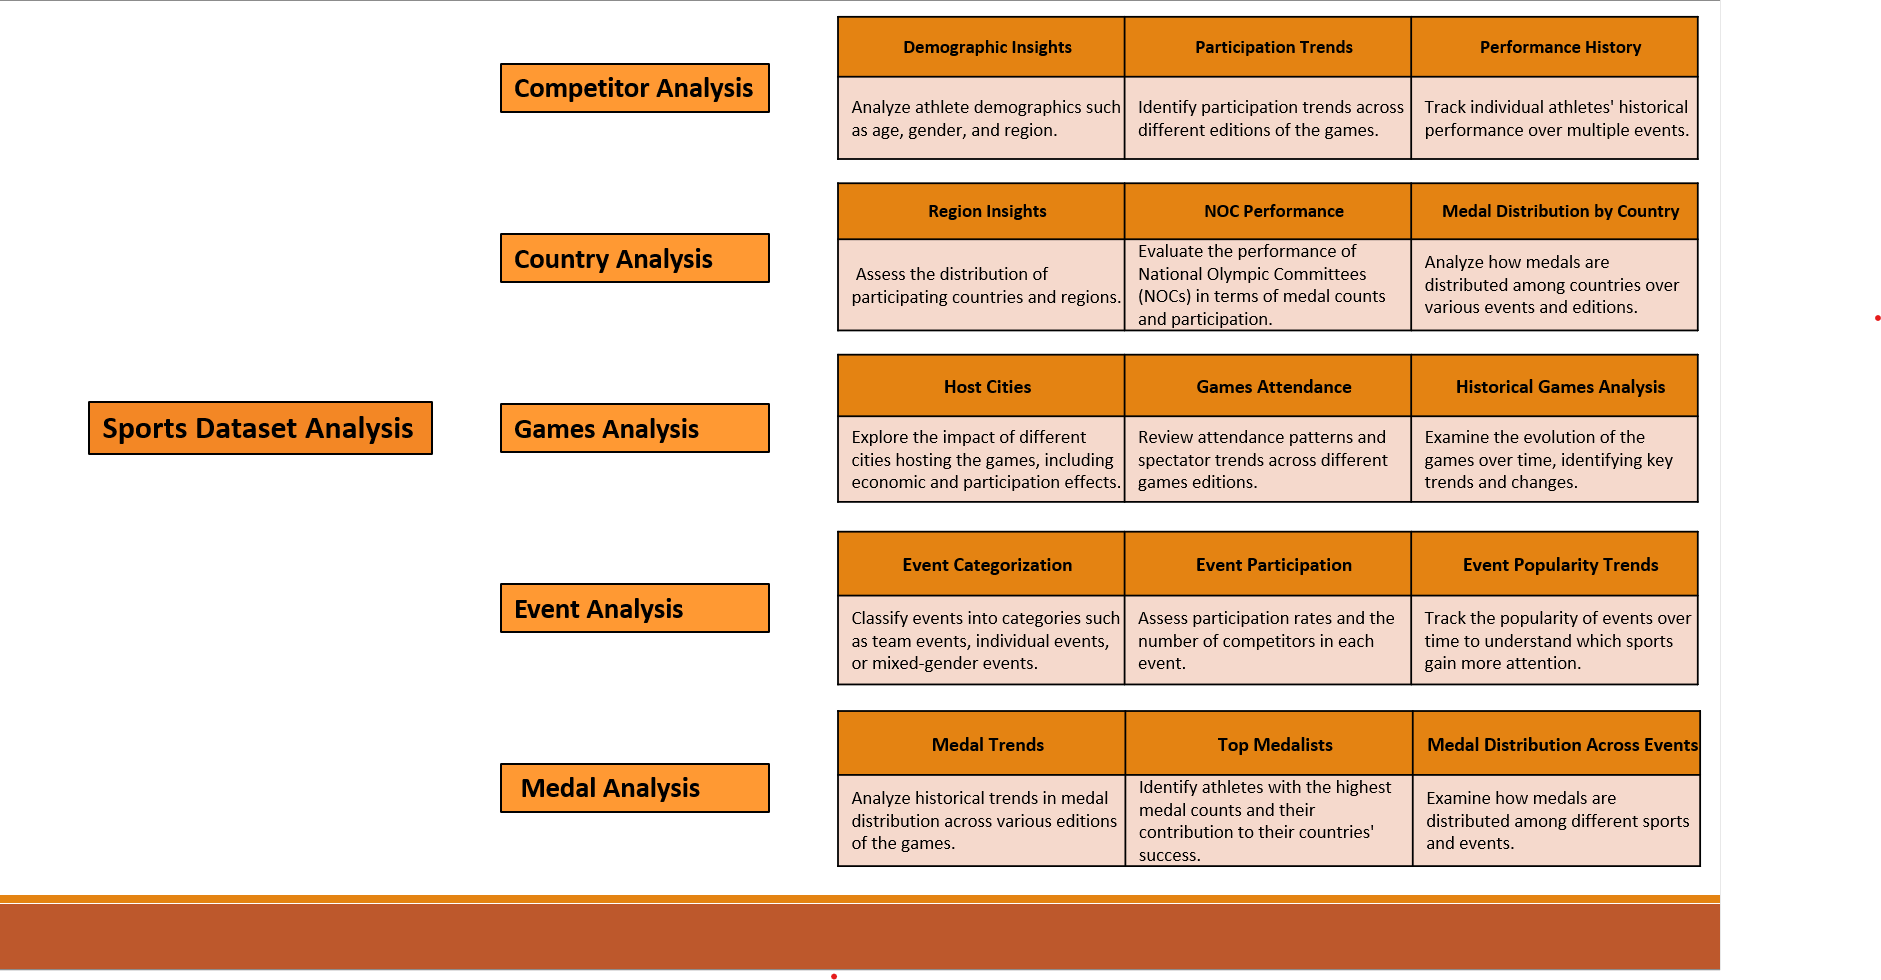 Sports Dataset Analysis
Competitor Analysis
Demographic Insights
Participation Trends
Performance History
Analyze athlete demographics such
as age, gender, and region.
Identify participation trends across
different editions of the games.
Track individual athletes' historical
performance over multiple events.
Country Analysis
Region Insights
NOC Performance
Medal Distribution by Country
Assess the distribution of
participating countries and regions.
Evaluate the performance of
National Olympic Committees
(NOCs) in terms of medal counts
and participation.
Analyze how medals are
distributed among countries over
various events and editions.
Games Analysis
Host Cities
Games Attendance
Historical Games Analysis
Explore the impact of different
cities hosting the games, including
economic and participation effects.
Review attendance patterns and
spectator trends across different
games editions.
Examine the evolution of the
games over time, identifying key
trends and changes.
Event Analysis
Event Categorization
Event Participation
Event Popularity Trends
Classify events into categories such
as team events, individual events,
or mixed-gender events.
Assess participation rates and the
number of competitors in each
event.
Track the popularity of events over
time to understand which sports
gain more attention.
Medal Analysis
Medal Trends
Top Medalists
Medal Distribution Across Events
Analyze historical trends in medal
distribution across various editions
of the games.
Identify athletes with the highest
medal counts and their
contribution to their countries'
success.
Examine how medals are
distributed among different sports
and events.